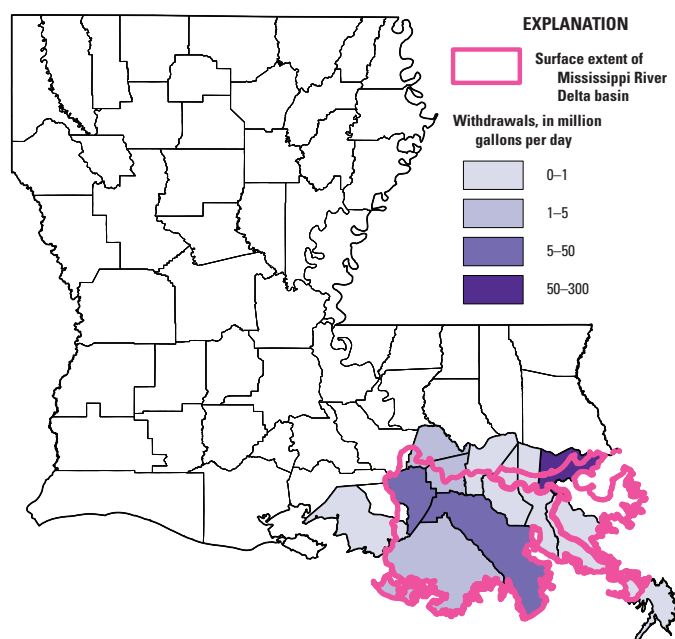 EXPLANATION
Surface extent of
Mississippi River
Delta basin
Withdrawals, in million
gallons per day
0–1
1–5
5–50
50–300